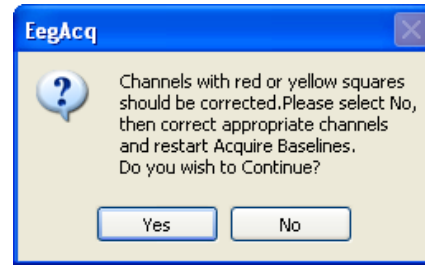 EegAcq
Channels with red or yellow squares
should be corrected.Please select No,
then correct appropriate channels
and restart Acquire Baselines.
Do you wish to Continue?
Yes No